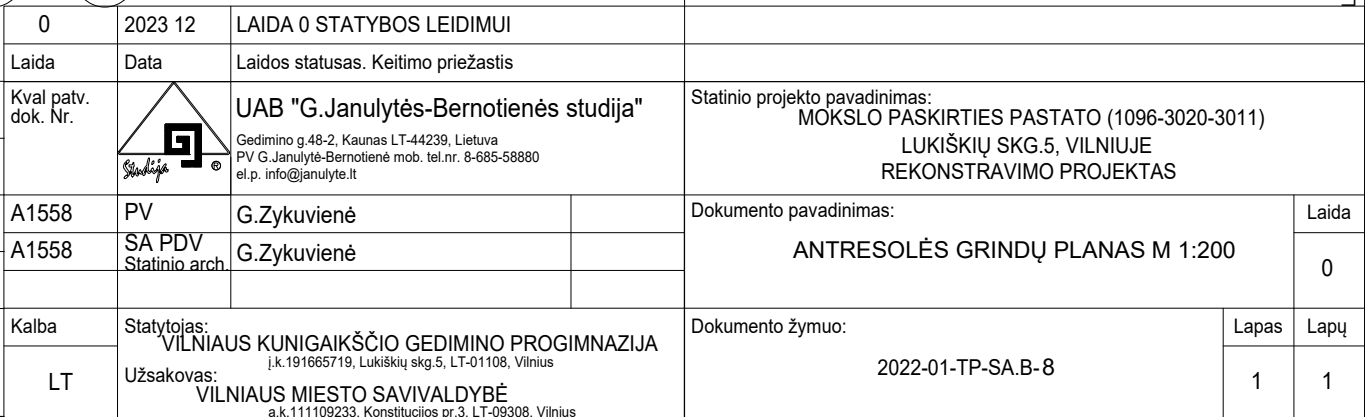 0 2023 12 LAIDA 0 STATYBOS LEIDIMUI
Laida Data Laidos statusas. Keitimo priežastis
Kval patv.
dok. Nr.
Studija ®
UAB "G.Janulytės-Bernotienės studija"
Gedimino g.48-2, Kaunas LT-44239, Lietuva
PV G.Janulytė-Bernotienė mob. tel.nr. 8-685-58880
el.p. info@janulyte.lt
Statinio projekto pavadinimas:
MOKSLO PASKIRTIES PASTATO (1096-3020-3011)
LUKIŠKIŲ SKG.5, VILNIUJE
REKONSTRAVIMO PROJEKTAS
A1558 PV G.Zykuvienė
A1558 SA PDV G.Zykuvienė
Statinio arch.
Dokumento pavadinimas:
ANTRESOLĖS GRINDŲ PLANAS M 1:200
Laida
0
Kalba
LT
Statytojas:
VILNIAUS KUNIGAIKŠČIO GEDIMINO PROGIMNAZIJA
į.k.191665719, Lukiškių skg.5, LT-01108, Vilnius
Užsakovas:
VILNIAUS MIESTO SAVIVALDYBĖ
a.k.111109233, Konstitucijos pr.3, LT-09308, Vilnius
Dokumento žymuo:
2022-01-TP-SA.B-8
Lapas Lapų
1 1